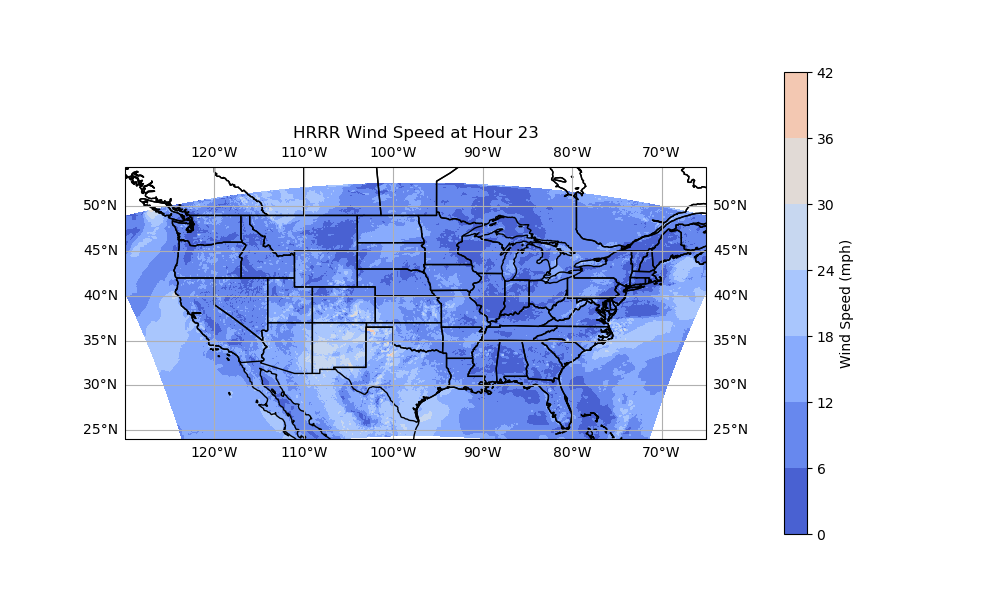 HRRR Wind Speed at Hour 23
120°W 110°W 100°W 90°W 80°W 70°W
50°N 50°N
45°N 45°N
40°N 40°N
35°N 35°N
30°N 30°N
25°N 25°N
120°W 110°W 100°W 90°W 80°W 70°W
42
36
30
24
18
12
6
0
Wind Speed (mph)